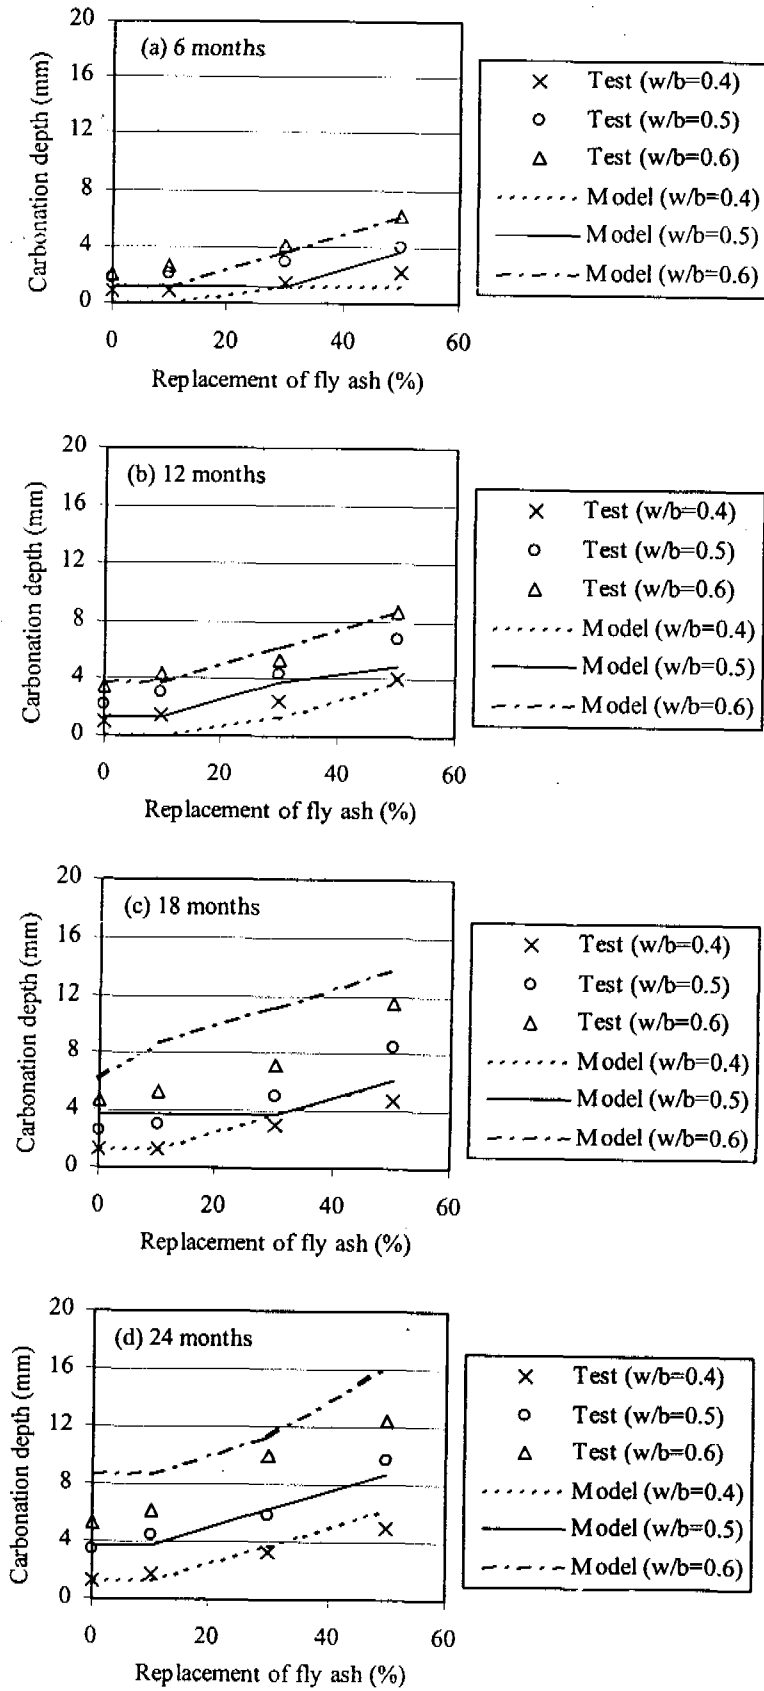 20
(a) 6 months
16
12
8
4
0
0 20 40 60
Carbonation depth (mm)
Replacement of fly ash (%)
Test (w/b=0.4)
Test (w/b=0.5)
Test (w/b=0.6)
Model (w/b=0.4)
Model (w/b=0.5)
Model (w/b=0.6)
20
(b) 12 months
16
12
8
4
0
0 20 40 60
Carbonation depth (mm)
Replacement of fly ash (%)
Test (w/b=0.4)
Test (w/b=0.5)
Test (w/b=0.6)
Model (w/b=0.4)
Model (w/b=0.5)
Model (w/b=0.6)
20
(c) 18 months
16
12
8
4
0
0 20 40 60
Carbonation depth (mm)
Replacement of fly ash (%)
Test (w/b=0.4)
Test (w/b=0.5)
Test (w/b=0.6)
Model (w/b=0.4)
Model (w/b=0.5)
Model (w/b=0.6)
20
(d) 24 months
16
12
8
4
0
0 20 40 60
Carbonation depth (mm)
Replacement of fly ash (%)
Test (w/b=0.4)
Test (w/b=0.5)
Test (w/b=0.6)
Model (w/b=0.4)
Model (w/b=0.5)
Model (w/b=0.6)